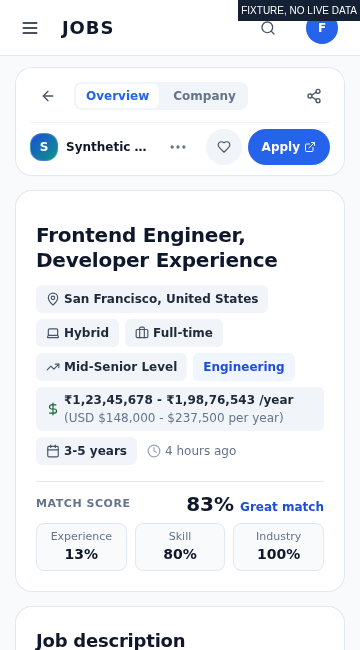 FIXTURE, NO LIVE DATA
JOBS
F
Overview
Company
S
Synthetic ...
Apply
Frontend Engineer,
Developer Experience
San Francisco, United States
Hybrid
Full-time
Mid-Senior Level
Engineering
₹1,23,45,678 - ₹1,98,76,543 /year
(USD $148,000 - $237,500 per year)
3-5 years
4 hours ago
MATCH SCORE
83% Great match
Experience
13%
Skill
80%
Industry
100%
Job description